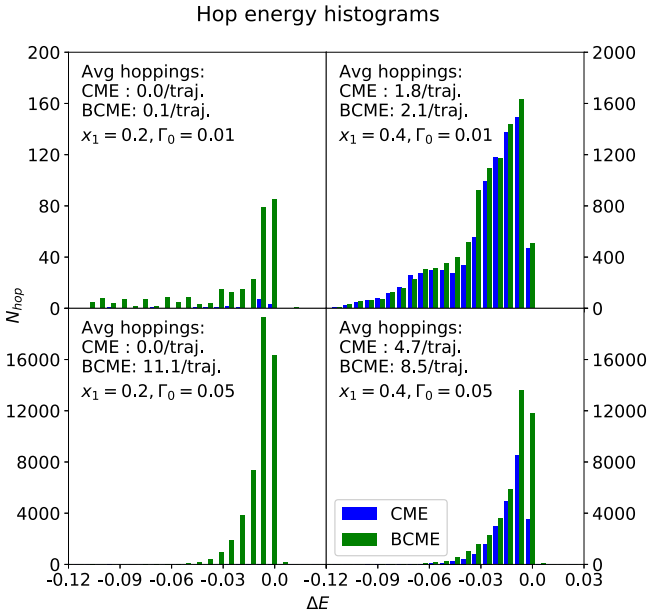 Hop energy histograms
200
160
120
80
40
0
Avg hoppings:
CME : 0.0/traj.
BCME: 0.1/traj.
x₁ = 0.2, Γ₀ = 0.01
Avg hoppings:
CME : 1.8/traj.
BCME: 2.1/traj.
x₁ = 0.4, Γ₀ = 0.01
2000
1600
1200
800
400
0
N_hop
16000
12000
8000
4000
0
Avg hoppings:
CME : 0.0/traj.
BCME: 11.1/traj.
x₁ = 0.2, Γ₀ = 0.05
Avg hoppings:
CME : 4.7/traj.
BCME: 8.5/traj.
x₁ = 0.4, Γ₀ = 0.05
CME
BCME
16000
12000
8000
4000
0
-0.12 -0.09 -0.06 -0.03 0.0 -0.12 -0.09 -0.06 -0.03 0.0 0.03
ΔE